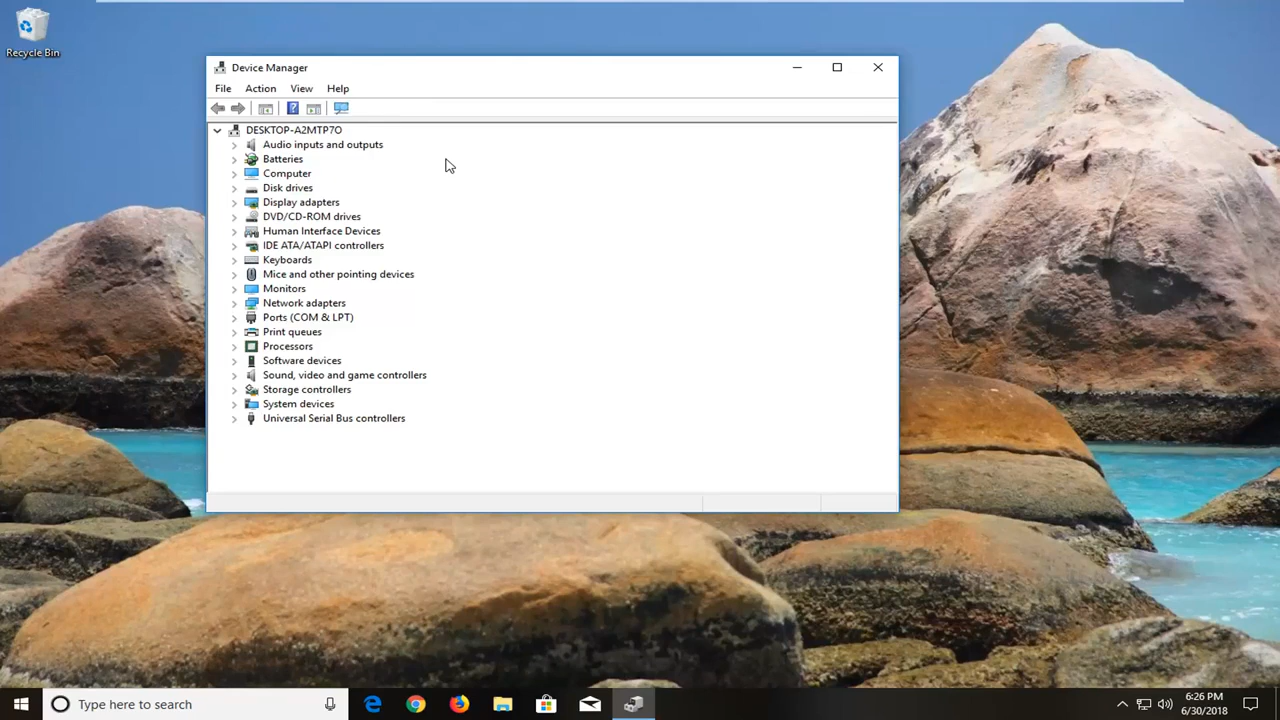 Recycle Bin
Device Manager
File Action View Help
DESKTOP-A2MTP7O
Audio inputs and outputs
Batteries
Computer
Disk drives
Display adapters
DVD/CD-ROM drives
Human Interface Devices
IDE ATA/ATAPI controllers
Keyboards
Mice and other pointing devices
Monitors
Network adapters
Ports (COM & LPT)
Print queues
Processors
Software devices
Sound, video and game controllers
Storage controllers
System devices
Universal Serial Bus controllers
Type here to search
6:26 PM
6/30/2018